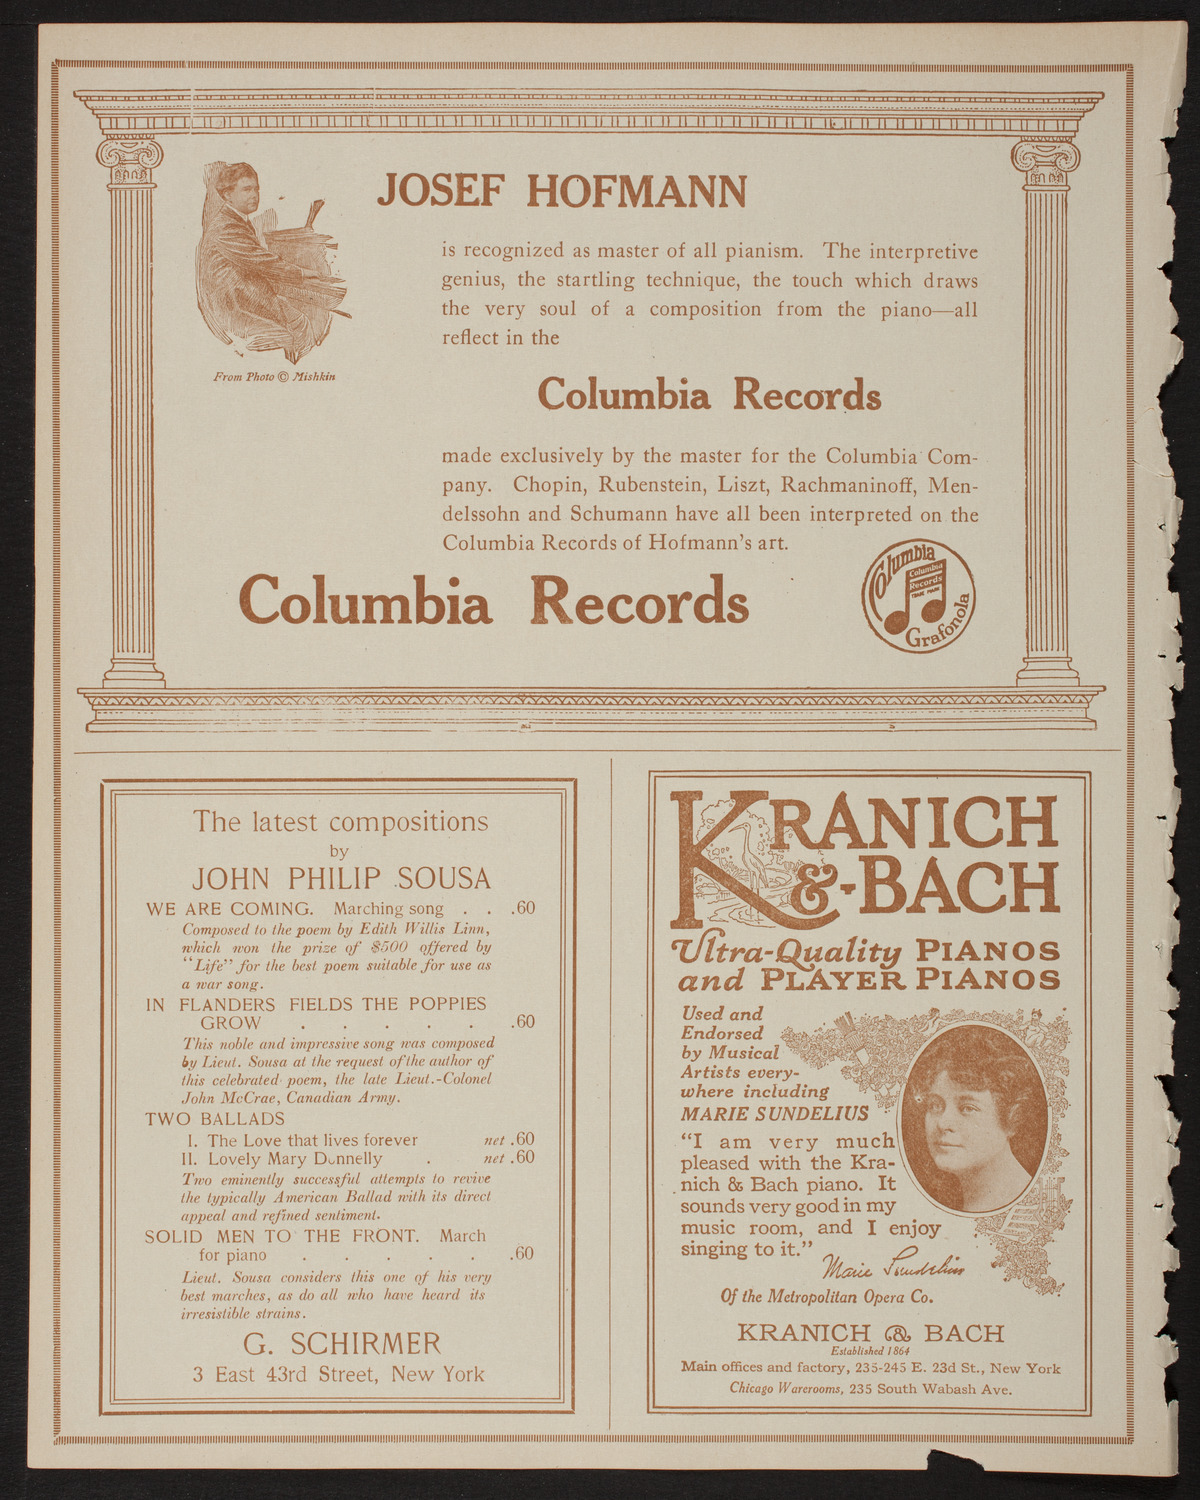 JOSEF HOFMANN
From Photo © Mishkin
is recognized as master of all pianism. The interpretive
genius, the startling technique, the touch which draws
the very soul of a composition from the piano—all
reflect in the
Columbia Records
made exclusively by the master for the Columbia Com-
pany. Chopin, Rubenstein, Liszt, Rachmaninoff, Men-
delssohn and Schumann have all been interpreted on the
Columbia Records of Hofmann's art.
Columbia Records
Columbia
Columbia
Records
TRADE MARK
Grafonola
The latest compositions
by
JOHN PHILIP SOUSA
WE ARE COMING. Marching song . . .60
Composed to the poem by Edith Willis Linn,
which won the prize of $500 offered by
"Life" for the best poem suitable for use as
a war song.
IN FLANDERS FIELDS THE POPPIES
GROW . . . . . .60
This noble and impressive song was composed
by Lieut. Sousa at the request of the author of
this celebrated poem, the late Lieut.-Colonel
John McCrae, Canadian Army.
TWO BALLADS
I. The Love that lives forever net .60
II. Lovely Mary Donnelly . net .60
Two eminently successful attempts to revive
the typically American Ballad with its direct
appeal and refined sentiment.
SOLID MEN TO THE FRONT. March
for piano . . . . . .60
Lieut. Sousa considers this one of his very
best marches, as do all who have heard its
irresistible strains.
G. SCHIRMER
3 East 43rd Street, New York
KRANICH
&-BACH
Ultra-Quality PIANOS
and PLAYER PIANOS
Used and
Endorsed
by Musical
Artists every-
where including
MARIE SUNDELIUS
"I am very much
pleased with the Kra-
nich & Bach piano. It
sounds very good in my
music room, and I enjoy
singing to it."
Marie Sundelius
Of the Metropolitan Opera Co.
KRANICH & BACH
Established 1864
Main offices and factory, 235-245 E. 23d St., New York
Chicago Warerooms, 235 South Wabash Ave.